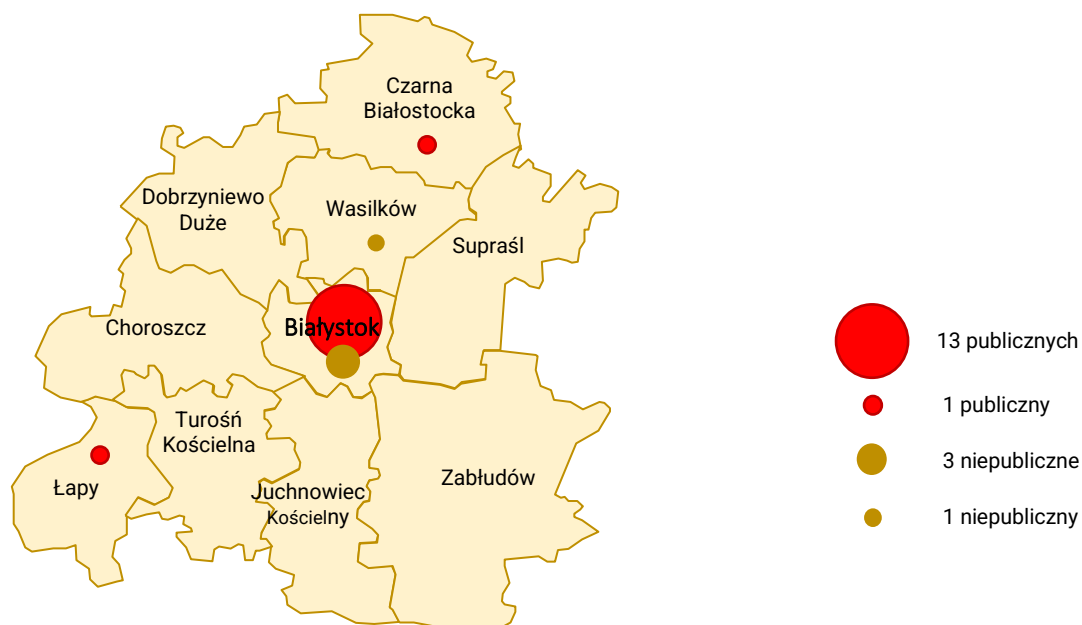 Czarna
Białostocka
Dobrzyniewo
Duże
Wasilków
Supraśl
Choroszcz
Białystok
Turośń
Kościelna
Łapy
Juchnowiec
Kościelny
Zabłudów
13 publicznych
1 publiczny
3 niepubliczne
1 niepubliczny